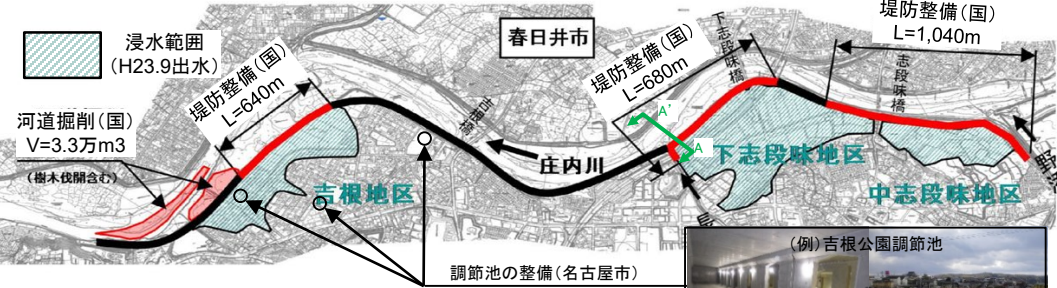 浸水範囲
(H23.9出水)
春日井市
堤防整備(国)
L=640m
堤防整備(国)
L=680m
堤防整備(国)
L=1,040m
下志段味橋
志段味橋
河道掘削(国)
V=3.3万m3
(樹木伐開含む)
吉根橋
庄内川
A'
A
下志段味地区
吉根地区
中志段味地区
調節池の整備(名古屋市)
(例)吉根公園調節池